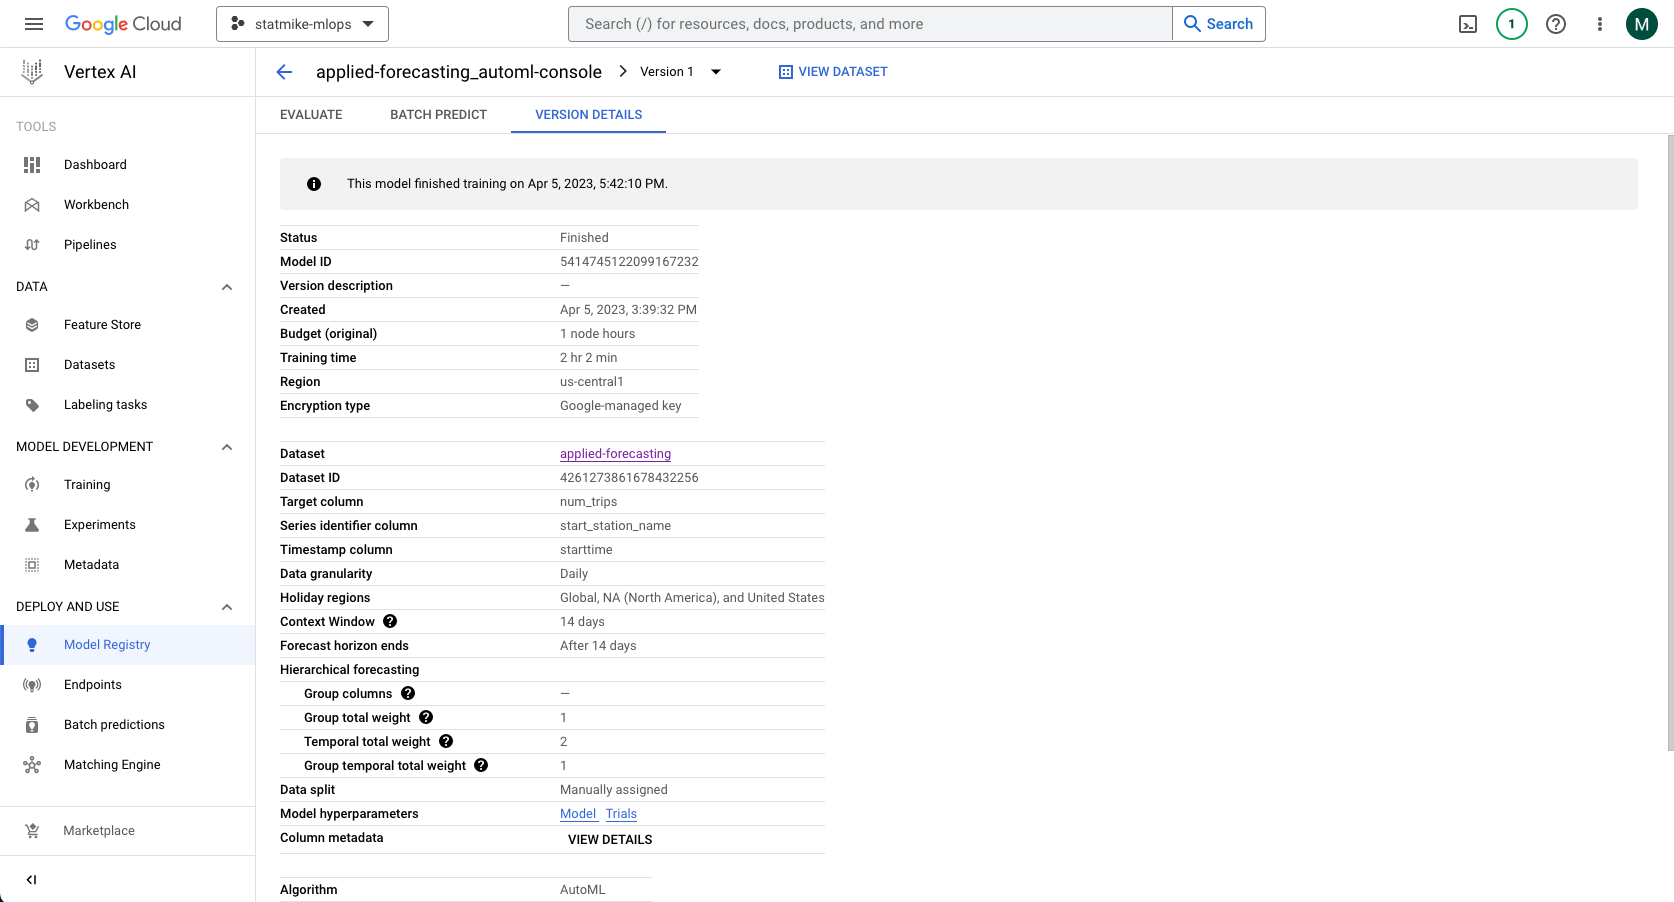 Google Cloud
statmike-mlops
Search (/) for resources, docs, products, and more
Search
1
M
Vertex AI
applied-forecasting_automl-console
Version 1
VIEW DATASET
TOOLS
Dashboard
Workbench
Pipelines
DATA
Feature Store
Datasets
Labeling tasks
MODEL DEVELOPMENT
Training
Experiments
Metadata
DEPLOY AND USE
Model Registry
Endpoints
Batch predictions
Matching Engine
Marketplace
EVALUATE
BATCH PREDICT
VERSION DETAILS
This model finished training on Apr 5, 2023, 5:42:10 PM.
Status Finished
Model ID 5414745122099167232
Version description —
Created Apr 5, 2023, 3:39:32 PM
Budget (original) 1 node hours
Training time 2 hr 2 min
Region us-central1
Encryption type Google-managed key
Dataset applied-forecasting
Dataset ID 4261273861678432256
Target column num_trips
Series identifier column start_station_name
Timestamp column starttime
Data granularity Daily
Holiday regions Global, NA (North America), and United States
Context Window ? 14 days
Forecast horizon ends After 14 days
Hierarchical forecasting
Group columns ? —
Group total weight ? 1
Temporal total weight ? 2
Group temporal total weight ? 1
Data split Manually assigned
Model hyperparameters Model Trials
Column metadata VIEW DETAILS
Algorithm AutoML